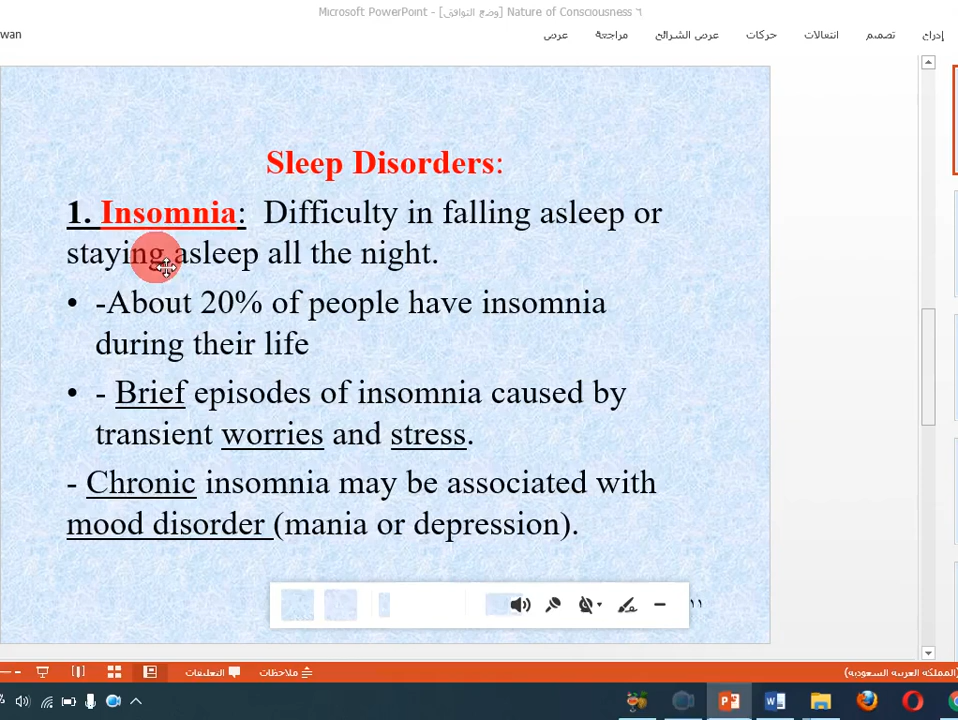 Microsoft PowerPoint - [وضع التوافق] Nature of Consciousness ٦
wan
عرض
مراجعة
عرض الشرائح
حركات
انتقالات
تصميم
إدراج
Sleep Disorders:
1. Insomnia: Difficulty in falling asleep or
staying asleep all the night.
• -About 20% of people have insomnia
during their life
• - Brief episodes of insomnia caused by
transient worries and stress.
- Chronic insomnia may be associated with
mood disorder (mania or depression).
١١
التعليقات
ملاحظات
(المملكة العربية السعودية)